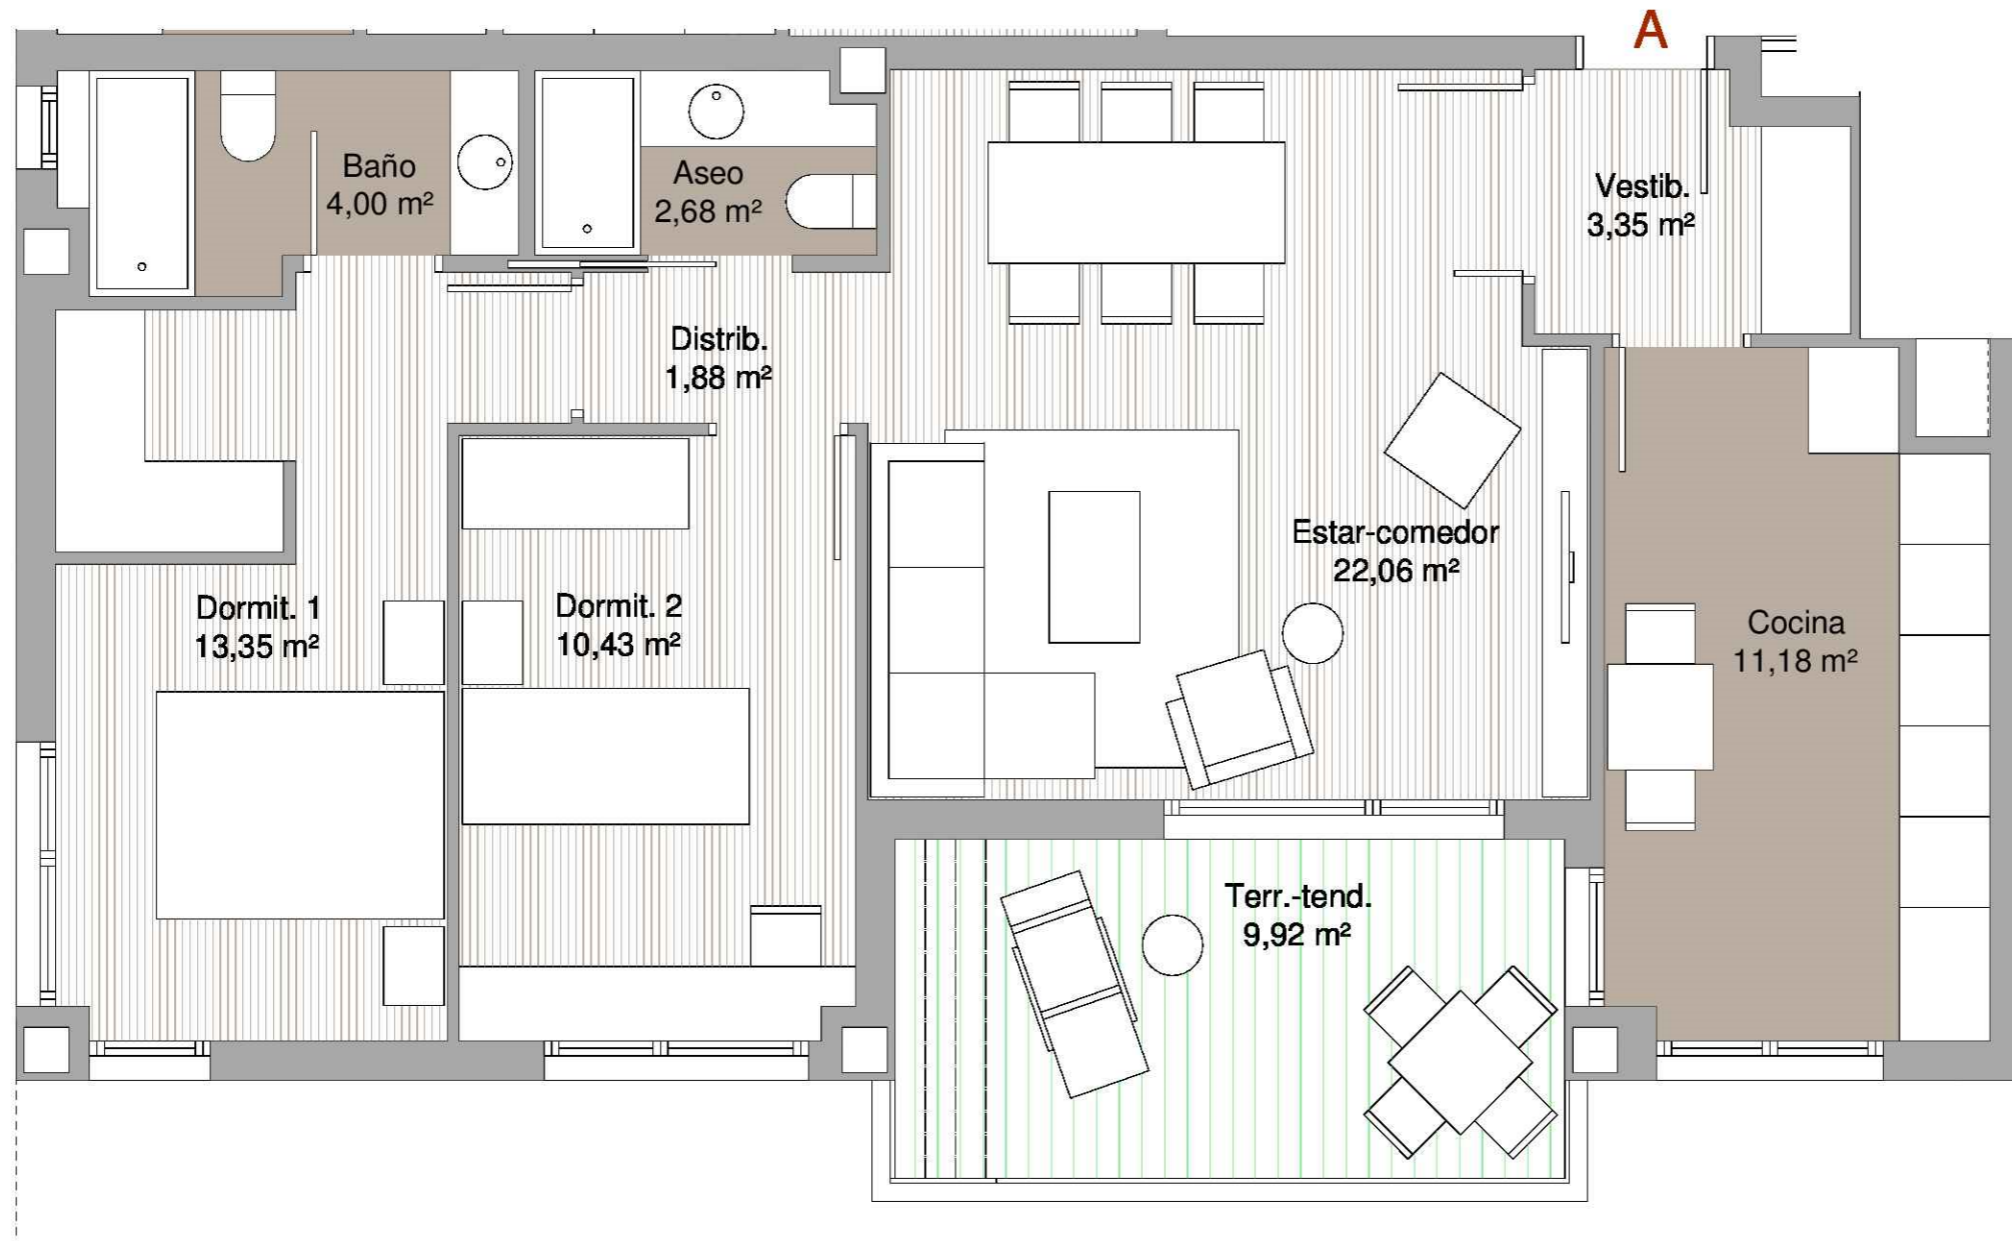 A
Baño
4,00 m²
Aseo
2,68 m²
Vestib.
3,35 m²
Distrib.
1,88 m²
Estar-comedor
22,06 m²
Dormit. 1
13,35 m²
Dormit. 2
10,43 m²
Cocina
11,18 m²
Terr.-tend.
9,92 m²